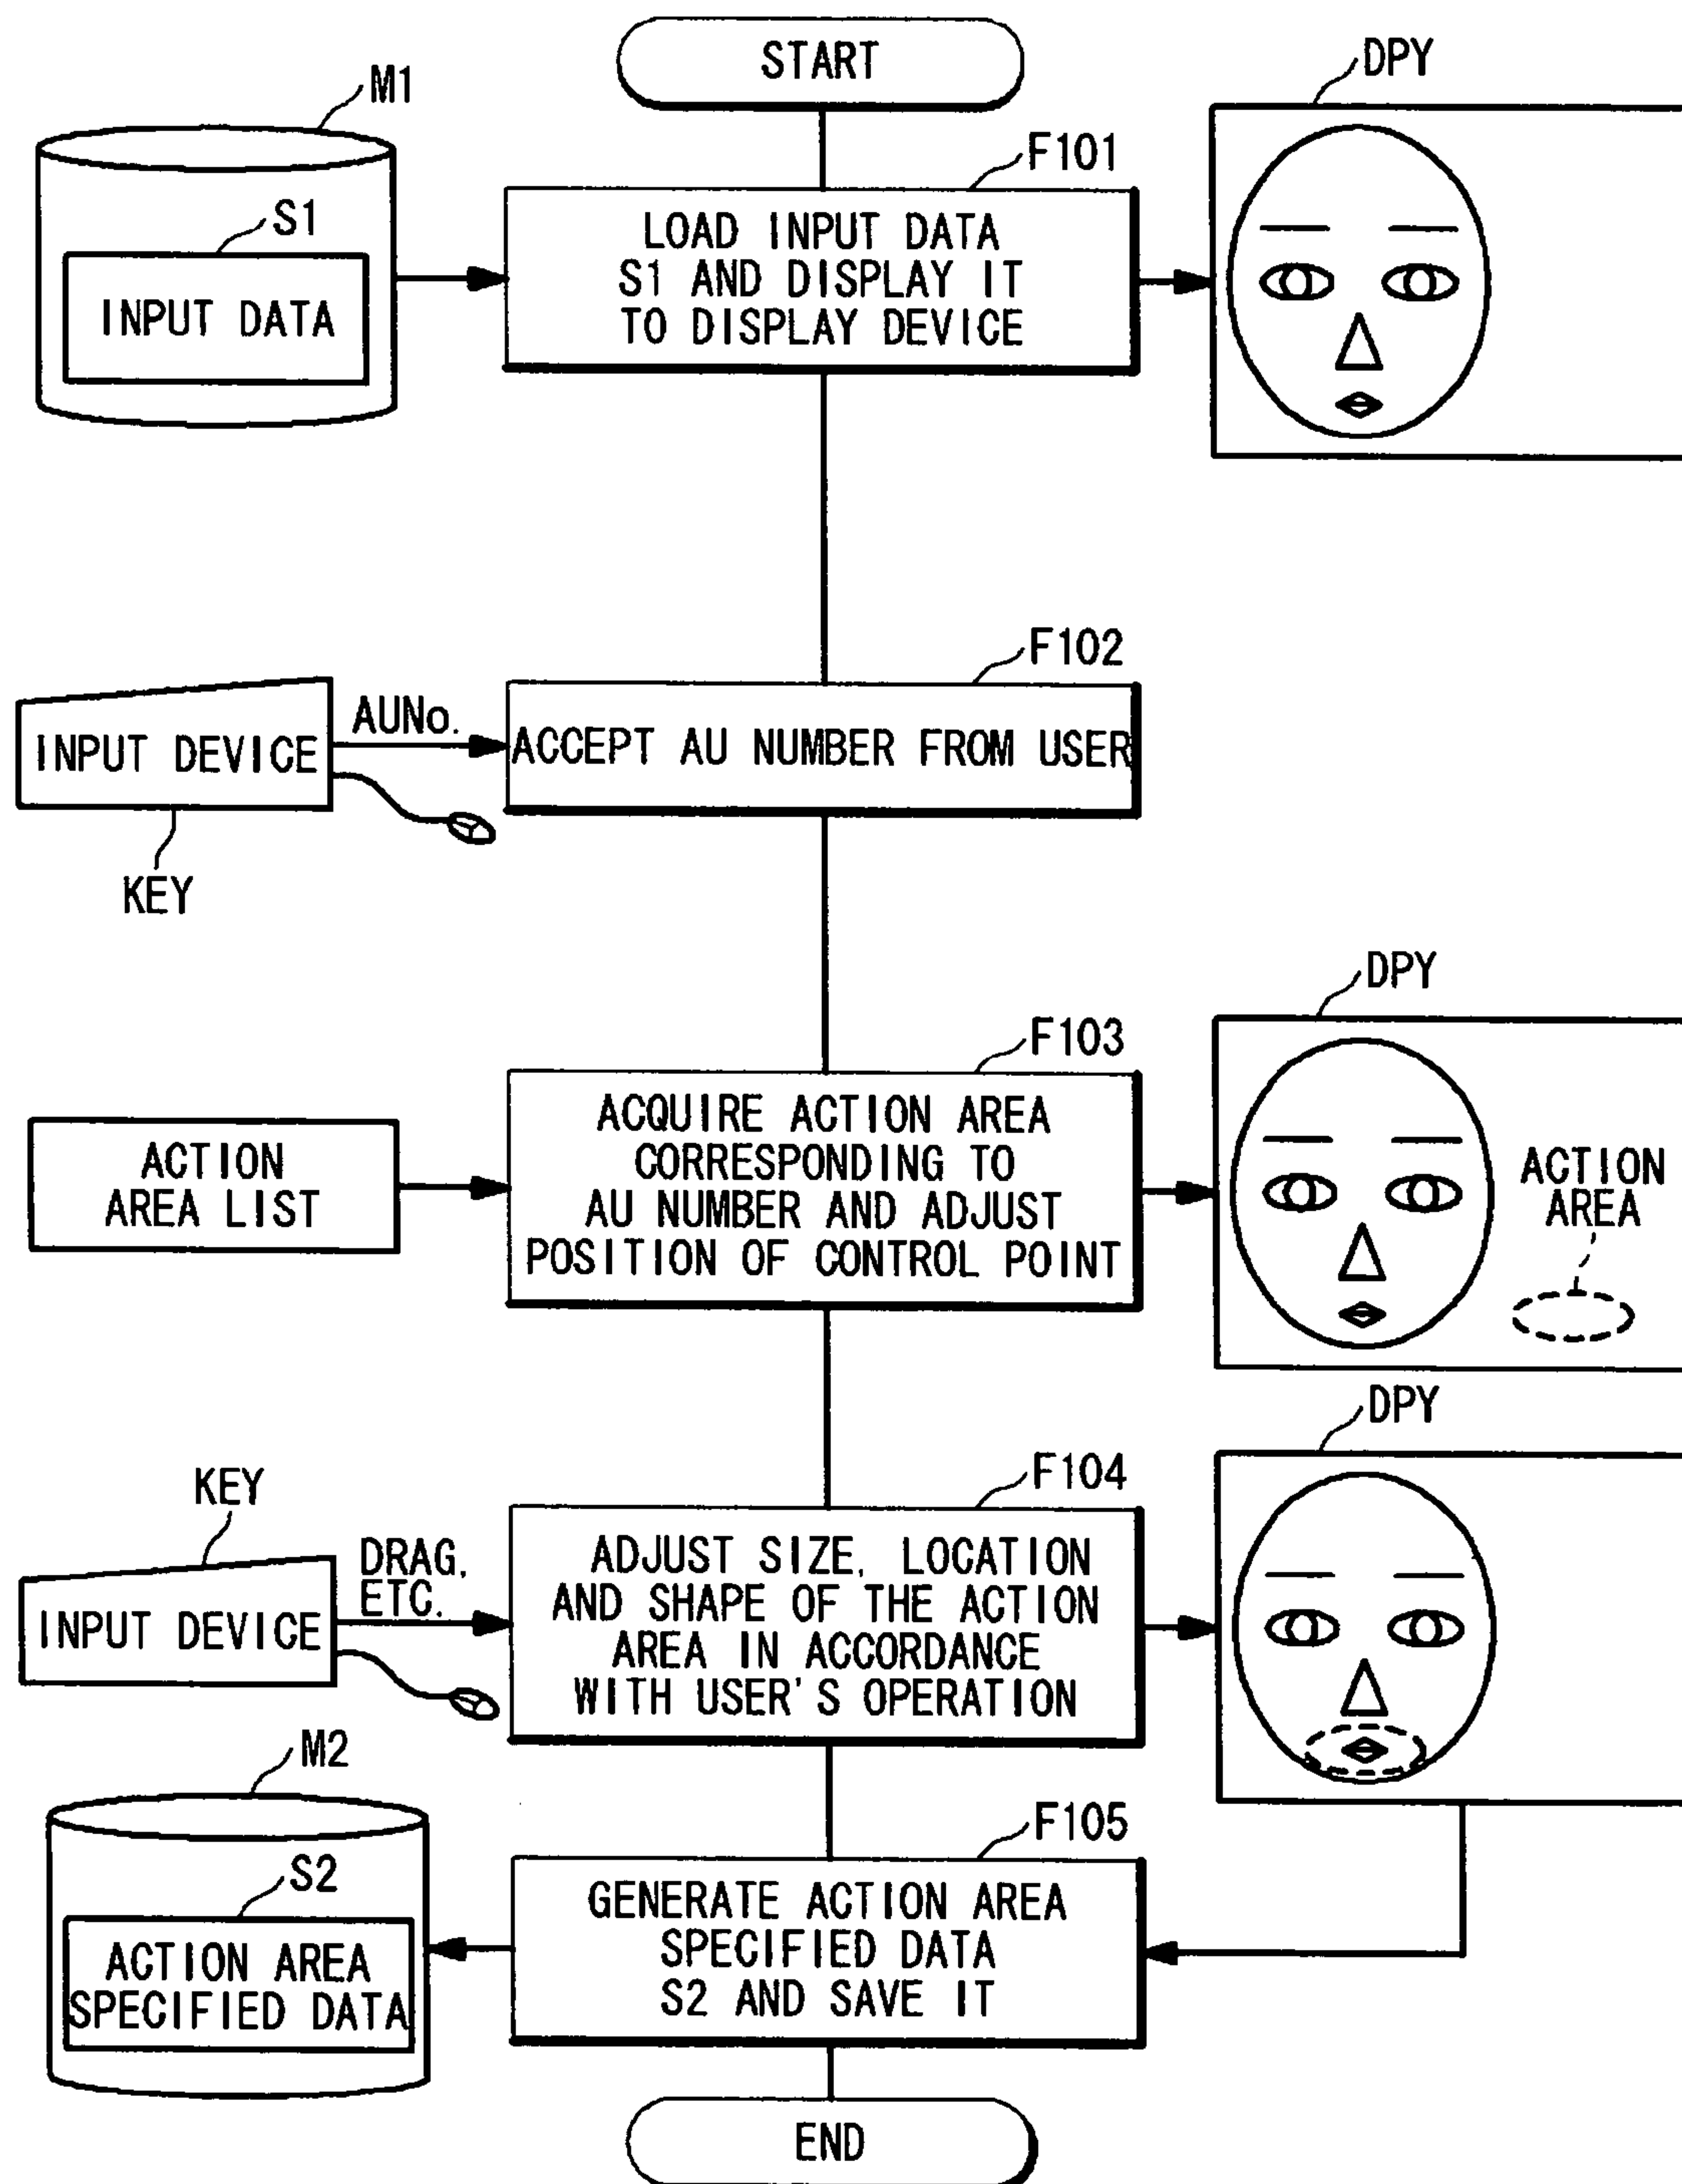 START
M1
DPY
F101
S1
INPUT DATA
LOAD INPUT DATA
S1 AND DISPLAY IT
TO DISPLAY DEVICE
F102
AUNo.
INPUT DEVICE
KEY
ACCEPT AU NUMBER FROM USER
DPY
F103
ACTION
AREA LIST
ACQUIRE ACTION AREA
CORRESPONDING TO
AU NUMBER AND ADJUST
POSITION OF CONTROL POINT
ACTION
AREA
DPY
KEY
F104
DRAG,
ETC.
INPUT DEVICE
ADJUST SIZE, LOCATION
AND SHAPE OF THE ACTION
AREA IN ACCORDANCE
WITH USER'S OPERATION
M2
F105
S2
ACTION AREA
SPECIFIED DATA
GENERATE ACTION AREA
SPECIFIED DATA
S2 AND SAVE IT
END